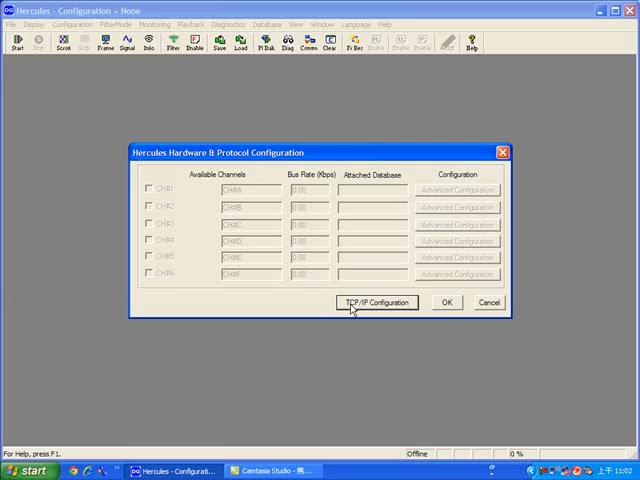 Hercules - Configuration = None
File Display Configuration FilterMode Monitoring Playback Hardware Diagnostics Database View Window Language Help
Start Stop Scroll Grids Frame Signal Info Filter Enable Save Load Pl Bak Diag Comm Clear Fr Res Enable Enable Enable Help
Hercules Hardware & Protocol Configuration
Available Channels Bus Rate (Kbps) Attached Database Configuration
CH#1 CH#A 0.00 Advanced Configuration
CH#2 CH#B 0.00 Advanced Configuration
CH#3 CH#C 0.00 Advanced Configuration
CH#4 CH#D 0.00 Advanced Configuration
CH#5 CH#E 0.00 Advanced Configuration
CH#6 CH#F 0.00 Advanced Configuration
TCP/IP Configuration OK Cancel
For Help, press F1. Offline 0 %
start Hercules - Configurati... Camtasia Studio - 無... 上午 11:02